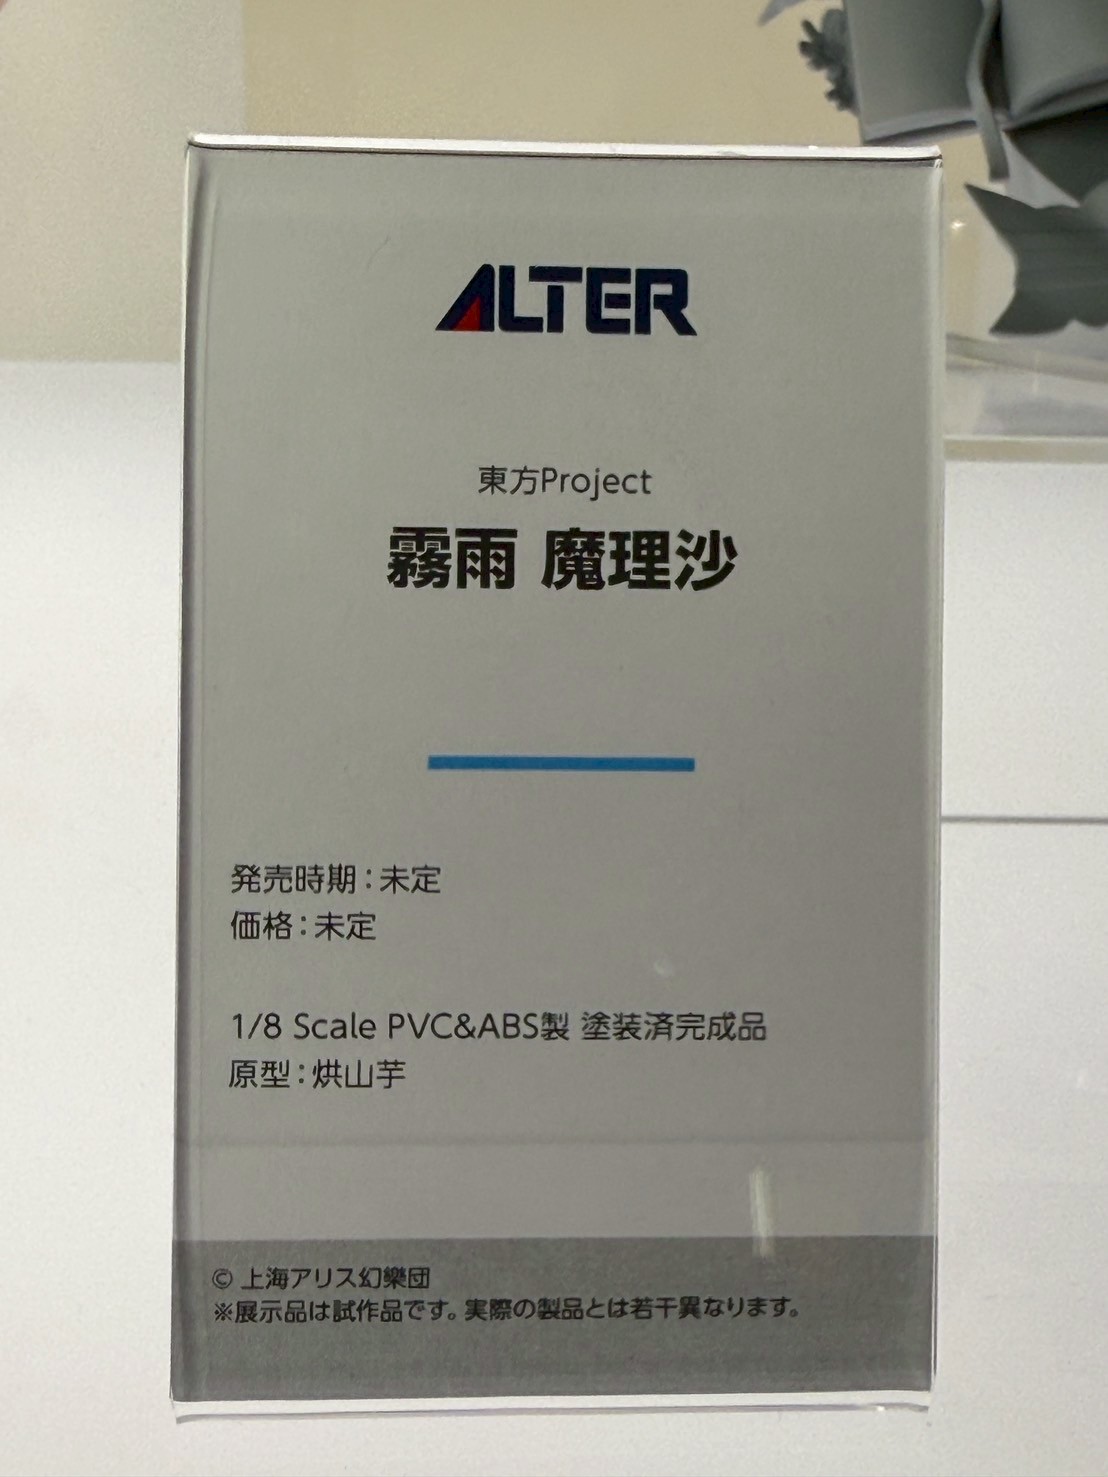 ALTER
東方Project
霧雨 魔理沙
発売時期：未定
価格：未定
1/8 Scale PVC&ABS製 塗装済完成品
原型：烘山芋
© 上海アリス幻樂団
※展示品は試作品です。実際の製品とは若干異なります。